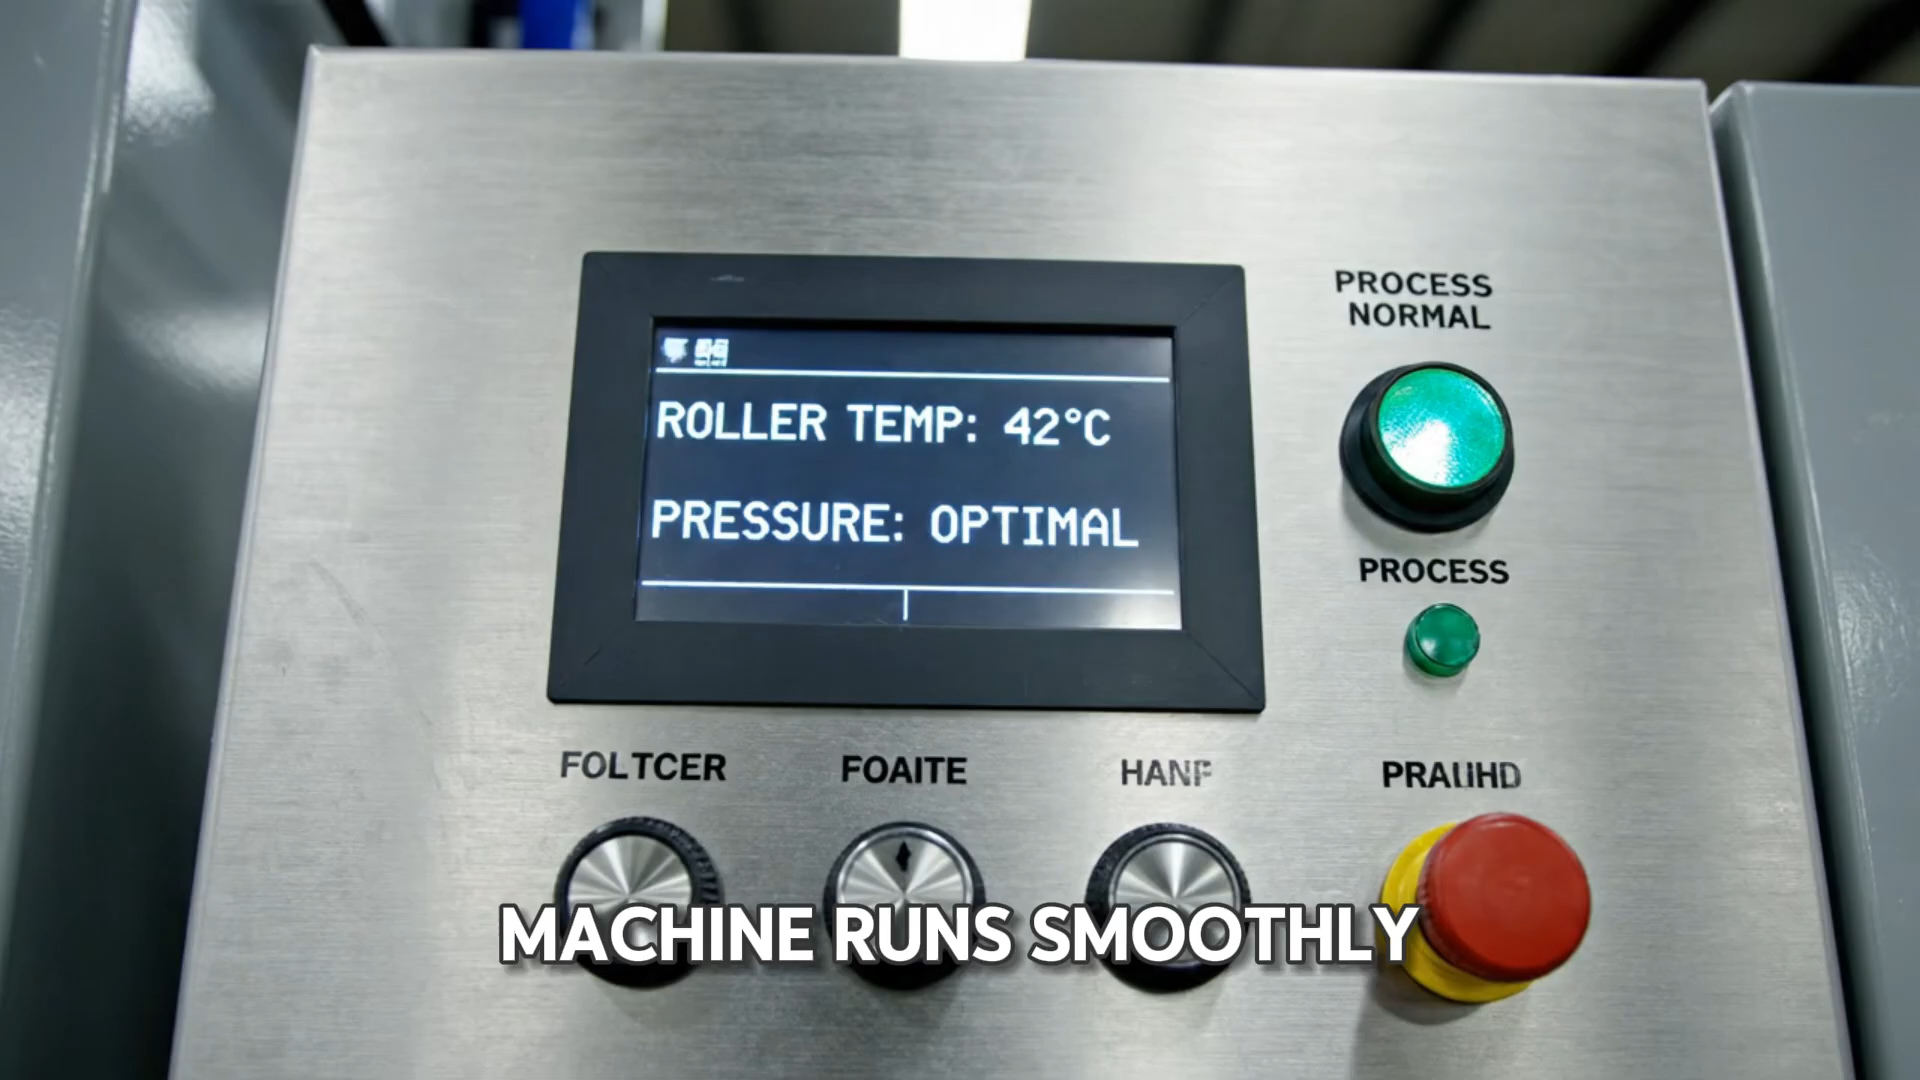 PROCESS
NORMAL
ROLLER TEMP: 42°C
PRESSURE: OPTIMAL
PROCESS
FOLTCER
FOAITE
HANF
PRAUHD
MACHINE RUNS SMOOTHLY